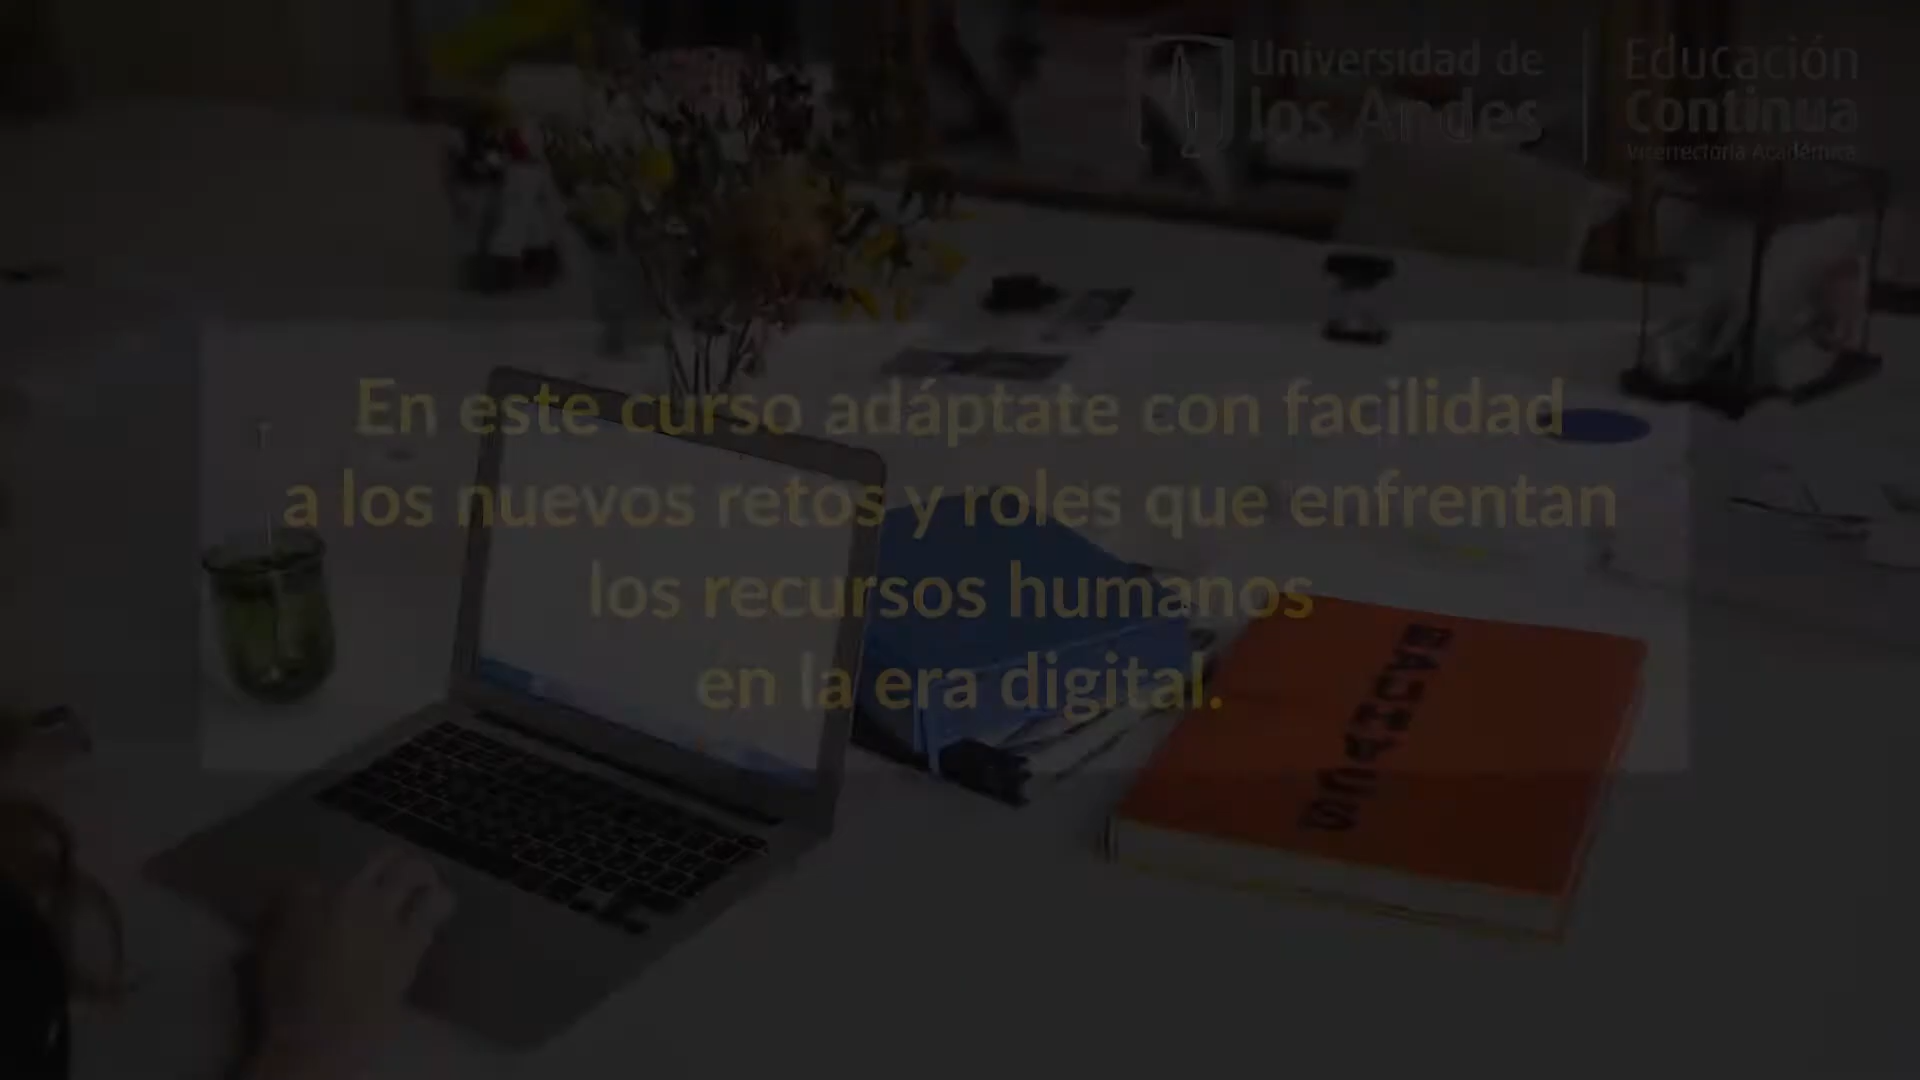 Universidad de
los Andes
Educación
Continua
Vicerrectoría Académica
En este curso adáptate con facilidad
a los nuevos retos y roles que enfrentan
los recursos humanos
en la era digital.
BAUHAUS